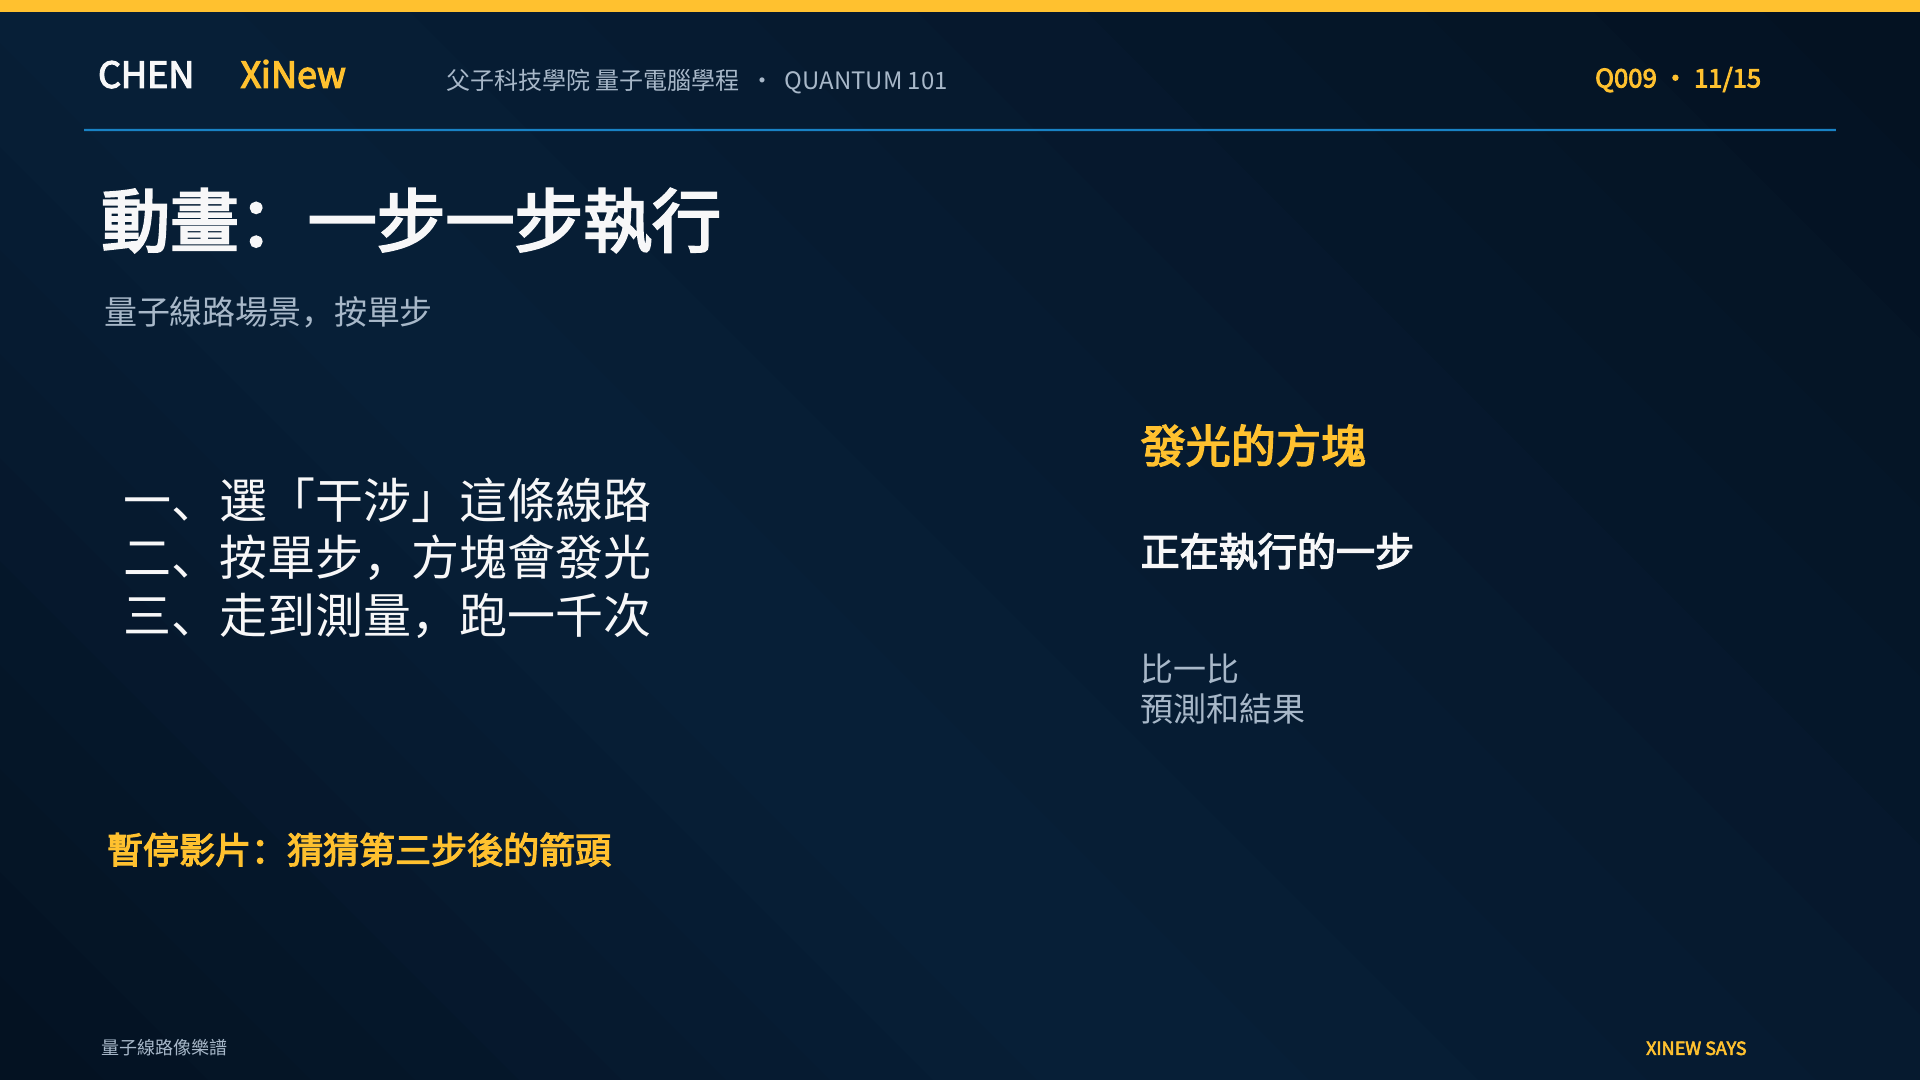 CHEN XiNew 父子科技學院 量子電腦學程 • QUANTUM 101 Q009 • 11/15
動畫：一步一步執行
量子線路場景，按單步
一、選「干涉」這條線路
二、按單步，方塊會發光
三、走到測量，跑一千次
暫停影片：猜猜第三步後的箭頭
發光的方塊
正在執行的一步
比一比
預測和結果
量子線路像樂譜
XINEW SAYS